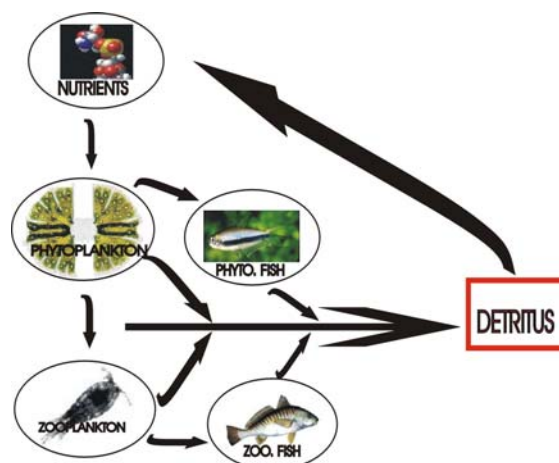 NUTRIENTS
PHYTOPLANKTON
PHYTO. FISH
DETRITUS
ZOOPLANKTON
ZOO. FISH